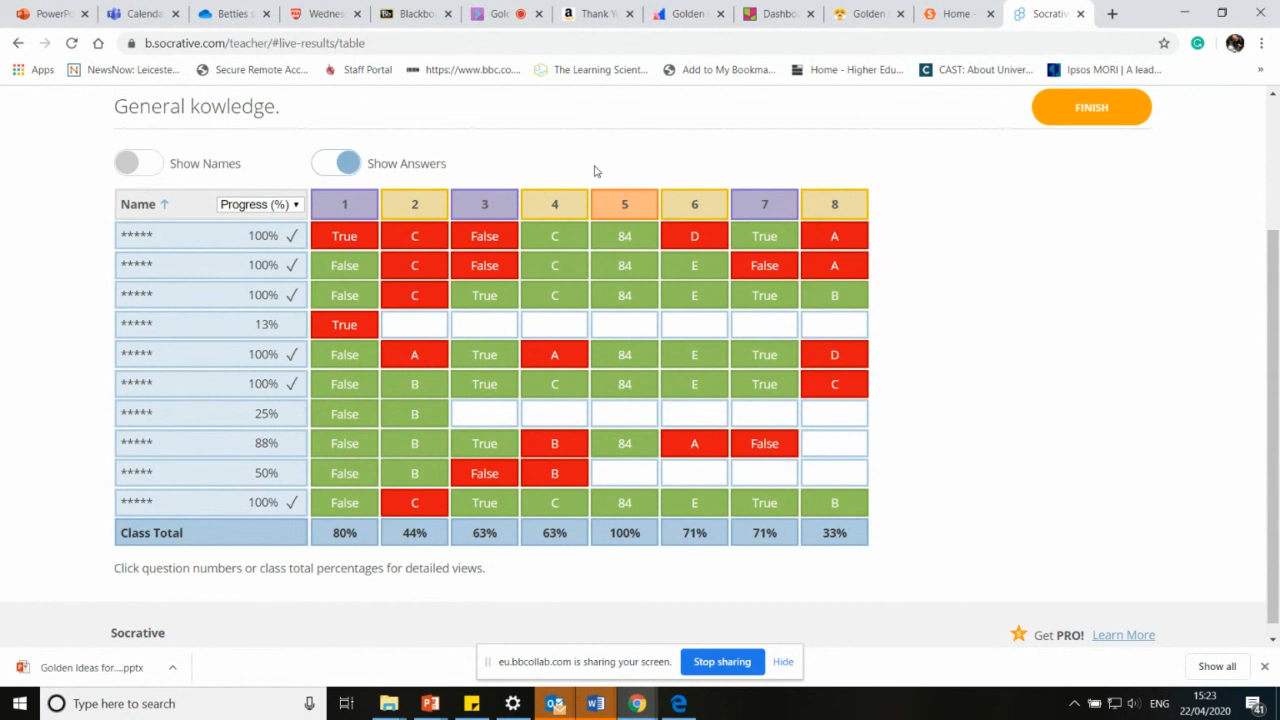 PowerPo Calenda Betties s Wednes Blackbo Gol Thank Y Golden Dashbo Golden Home - Socrativ
b.socrative.com/teacher/#live-results/table
Apps NewsNow: Leiceste... Secure Remote Acc... Staff Portal https://www.bbc.co.... The Learning Scient... Add to My Bookma... Home - Higher Edu... CAST: About Univer... Ipsos MORI | A lead...
General kowledge.
FINISH
Show Names Show Answers
Name Progress (%) 1 2 3 4 5 6 7 8
***** 100% ✓ True C False C 84 D True A
***** 100% ✓ False C False C 84 E False A
***** 100% ✓ False C True C 84 E True B
***** 13% True
***** 100% ✓ False A True A 84 E True D
***** 100% ✓ False B True C 84 E True C
***** 25% False B
***** 88% False B True B 84 A False
***** 50% False B False B
***** 100% ✓ False C True C 84 E True B
Class Total 80% 44% 63% 63% 100% 71% 71% 33%
Click question numbers or class total percentages for detailed views.
Socrative
Get PRO! Learn More
eu.bbcollab.com is sharing your screen. Stop sharing Hide
Golden Ideas for....pptx
Show all
Type here to search
ENG
15:23
22/04/2020
41